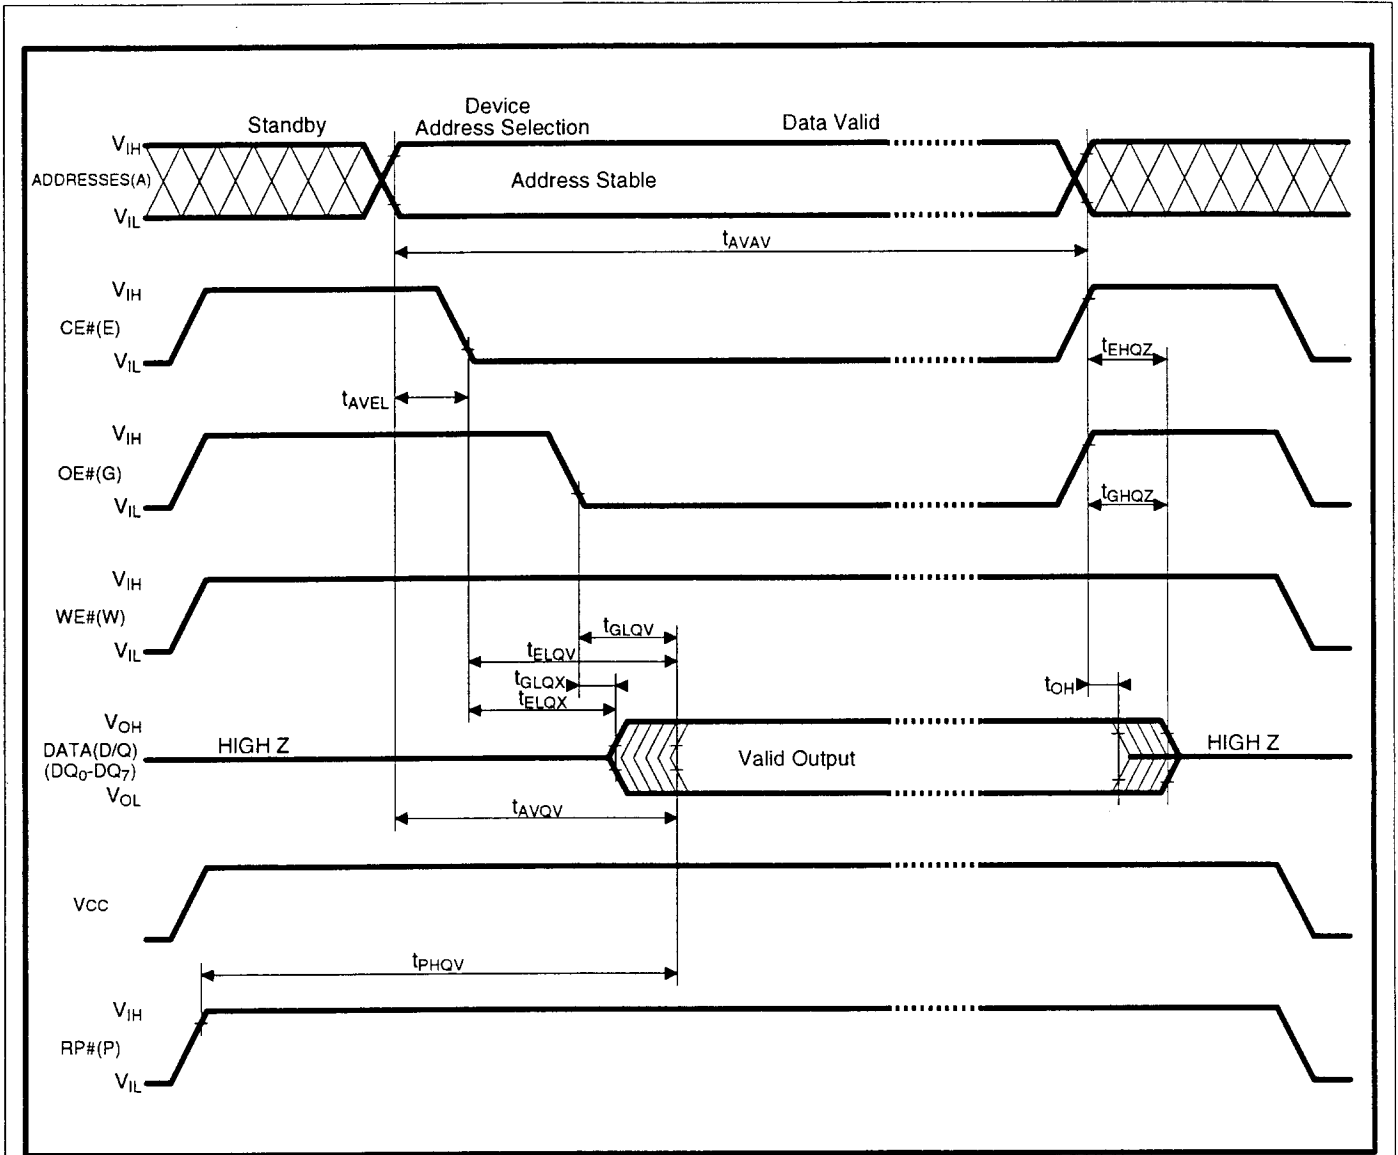 Standby
Device
Address Selection
Data Valid
VIH
ADDRESSES(A)
Address Stable
VIL
tAVAV
VIH
CE#(E)
VIL
tEHQZ
tAVEL
VIH
OE#(G)
VIL
tGHQZ
VIH
WE#(W)
VIL
tGLQV
tELQV
tGLQX
tELQX
tOH
VOH
DATA(D/Q)
(DQ0-DQ7)
VOL
HIGH Z
Valid Output
HIGH Z
tAVQV
VCC
tPHQV
VIH
RP#(P)
VIL